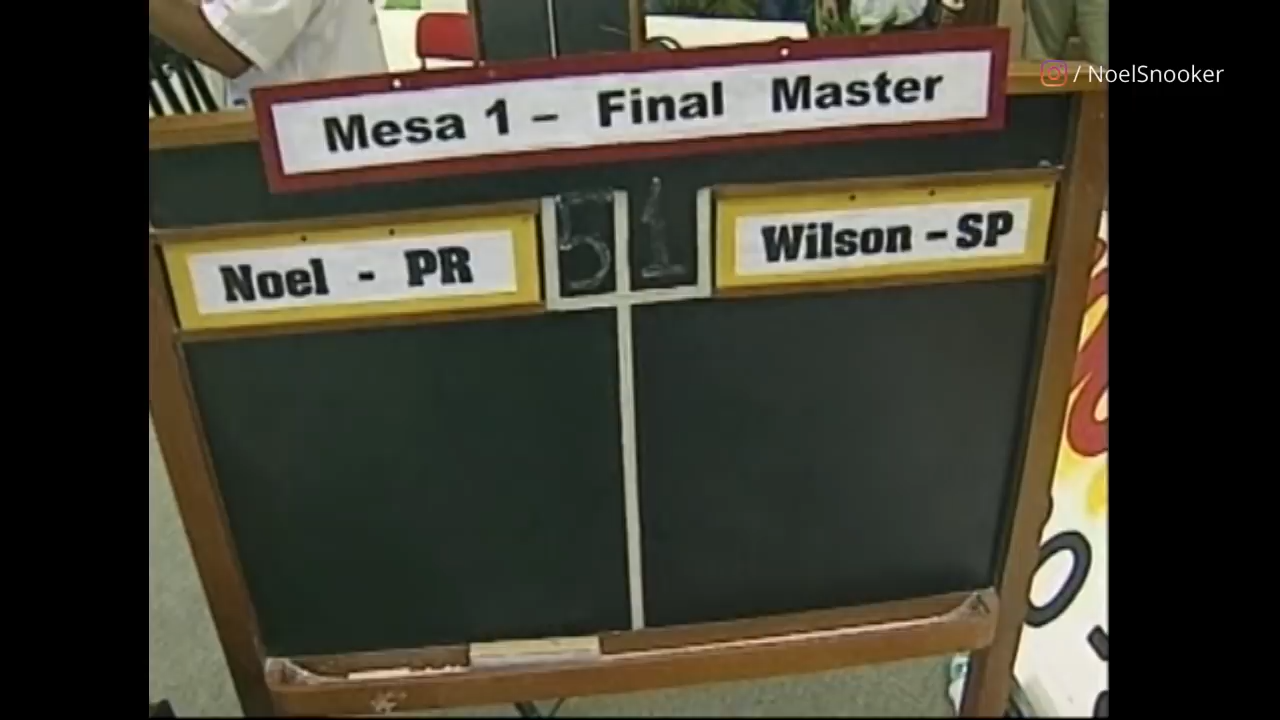 / NoelSnooker
Mesa 1 – Final Master
Noel - PR
5 1
Wilson - SP